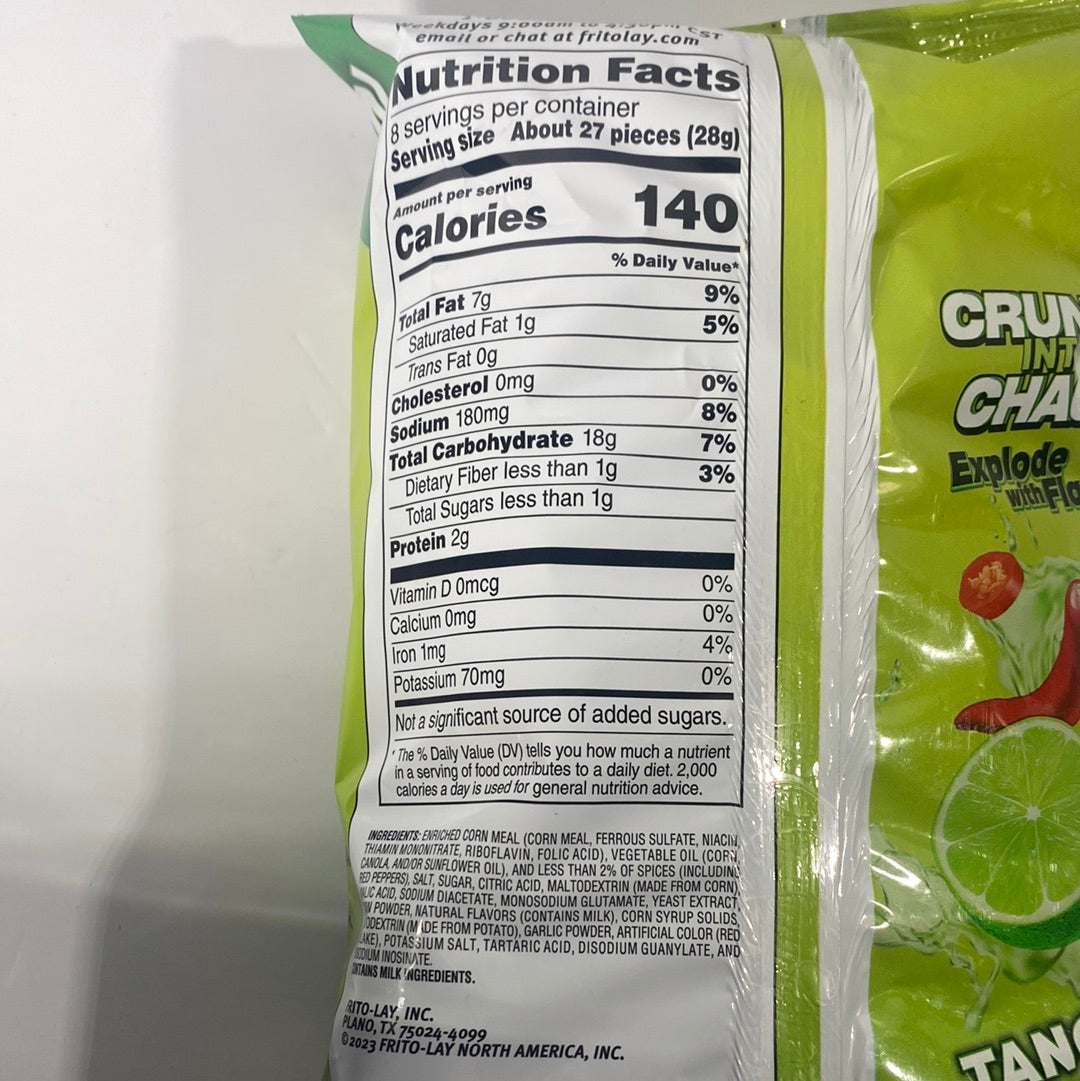 Weekdays 9:00am to 4:30pm CST
email or chat at fritolay.com
Nutrition Facts
8 servings per container
Serving size About 27 pieces (28g)
Amount per serving
Calories 140
% Daily Value*
Total Fat 7g 9%
Saturated Fat 1g 5%
Trans Fat 0g
Cholesterol 0mg 0%
Sodium 180mg 8%
Total Carbohydrate 18g 7%
Dietary Fiber less than 1g 3%
Total Sugars less than 1g
Protein 2g
Vitamin D 0mcg 0%
Calcium 0mg 0%
Iron 1mg 4%
Potassium 70mg 0%
Not a significant source of added sugars.
* The % Daily Value (DV) tells you how much a nutrient
in a serving of food contributes to a daily diet. 2,000
calories a day is used for general nutrition advice.
INGREDIENTS: ENRICHED CORN MEAL (CORN MEAL, FERROUS SULFATE, NIACIN,
THIAMIN MONONITRATE, RIBOFLAVIN, FOLIC ACID), VEGETABLE OIL (CORN,
CANOLA, AND/OR SUNFLOWER OIL), AND LESS THAN 2% OF SPICES (INCLUDING
RED PEPPERS), SALT, SUGAR, CITRIC ACID, MALTODEXTRIN (MADE FROM CORN),
ALIC ACID, SODIUM DIACETATE, MONOSODIUM GLUTAMATE, YEAST EXTRACT,
POWDER, NATURAL FLAVORS (CONTAINS MILK), CORN SYRUP SOLIDS,
ODEXTRIN (MADE FROM POTATO), GARLIC POWDER, ARTIFICIAL COLOR (RED
LAKE), POTASSIUM SALT, TARTARIC ACID, DISODIUM GUANYLATE, AND
SODIUM INOSINATE.
CONTAINS MILK INGREDIENTS.
FRITO-LAY, INC.
PLANO, TX 75024-4099
©2023 FRITO-LAY NORTH AMERICA, INC.
CRUN
INT
CHA
Explode
with Fla
TANG